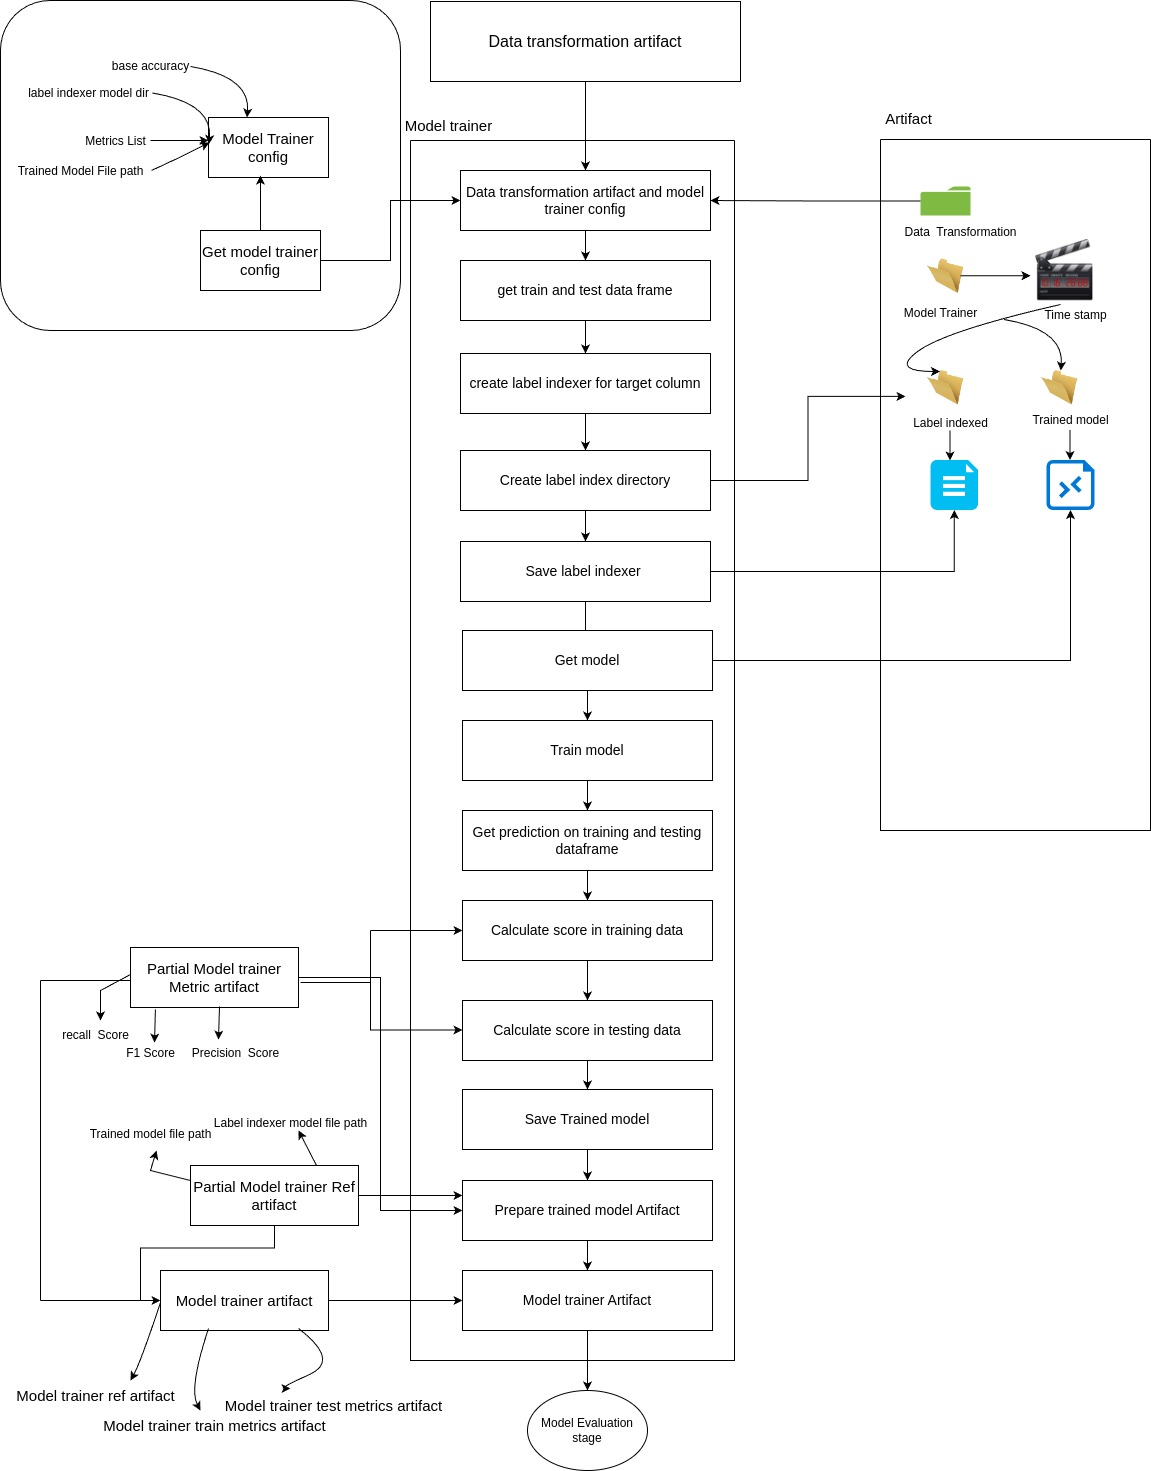 Data transformation artifact
base accuracy
label indexer model dir
Metrics List
Trained Model File path
Model Trainer
config
Get model trainer
config
Model trainer
Data transformation artifact and model
trainer config
get train and test data frame
create label indexer for target column
Create label index directory
Save label indexer
Get model
Train model
Get prediction on training and testing
dataframe
Calculate score in training data
Calculate score in testing data
Save Trained model
Prepare trained model Artifact
Model trainer Artifact
Model Evaluation
stage
Artifact
Data  Transformation
Model Trainer
Time stamp
Label indexed
Trained model
Partial Model trainer
Metric artifact
recall  Score
F1 Score
Precision  Score
Label indexer model file path
Trained model file path
Partial Model trainer Ref
artifact
Model trainer artifact
Model trainer ref artifact
Model trainer test metrics artifact
Model trainer train metrics artifact